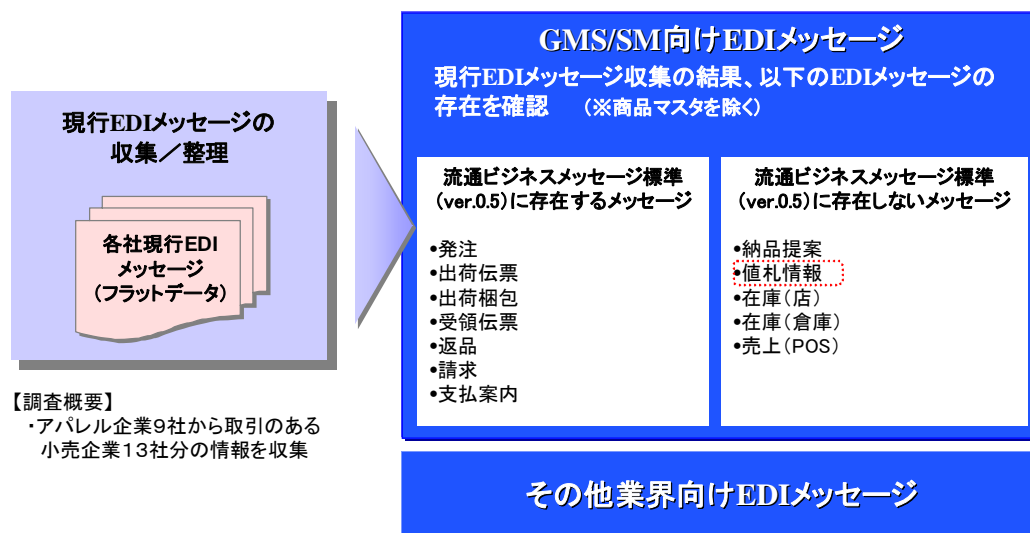 現行EDIメッセージの
収集／整理
各社現行EDI
メッセージ
（フラットデータ）
【調査概要】
・アパレル企業９社から取引のある
小売企業１３社分の情報を収集
GMS/SM向けEDIメッセージ
現行EDIメッセージ収集の結果、以下のEDIメッセージの
存在を確認　（※商品マスタを除く）
流通ビジネスメッセージ標準
（ver.0.5）に存在するメッセージ
•発注
•出荷伝票
•出荷梱包
•受領伝票
•返品
•請求
•支払案内
流通ビジネスメッセージ標準
（ver.0.5）に存在しないメッセージ
•納品提案
•値札情報
•在庫（店）
•在庫（倉庫）
•売上（POS）
その他業界向けEDIメッセージ